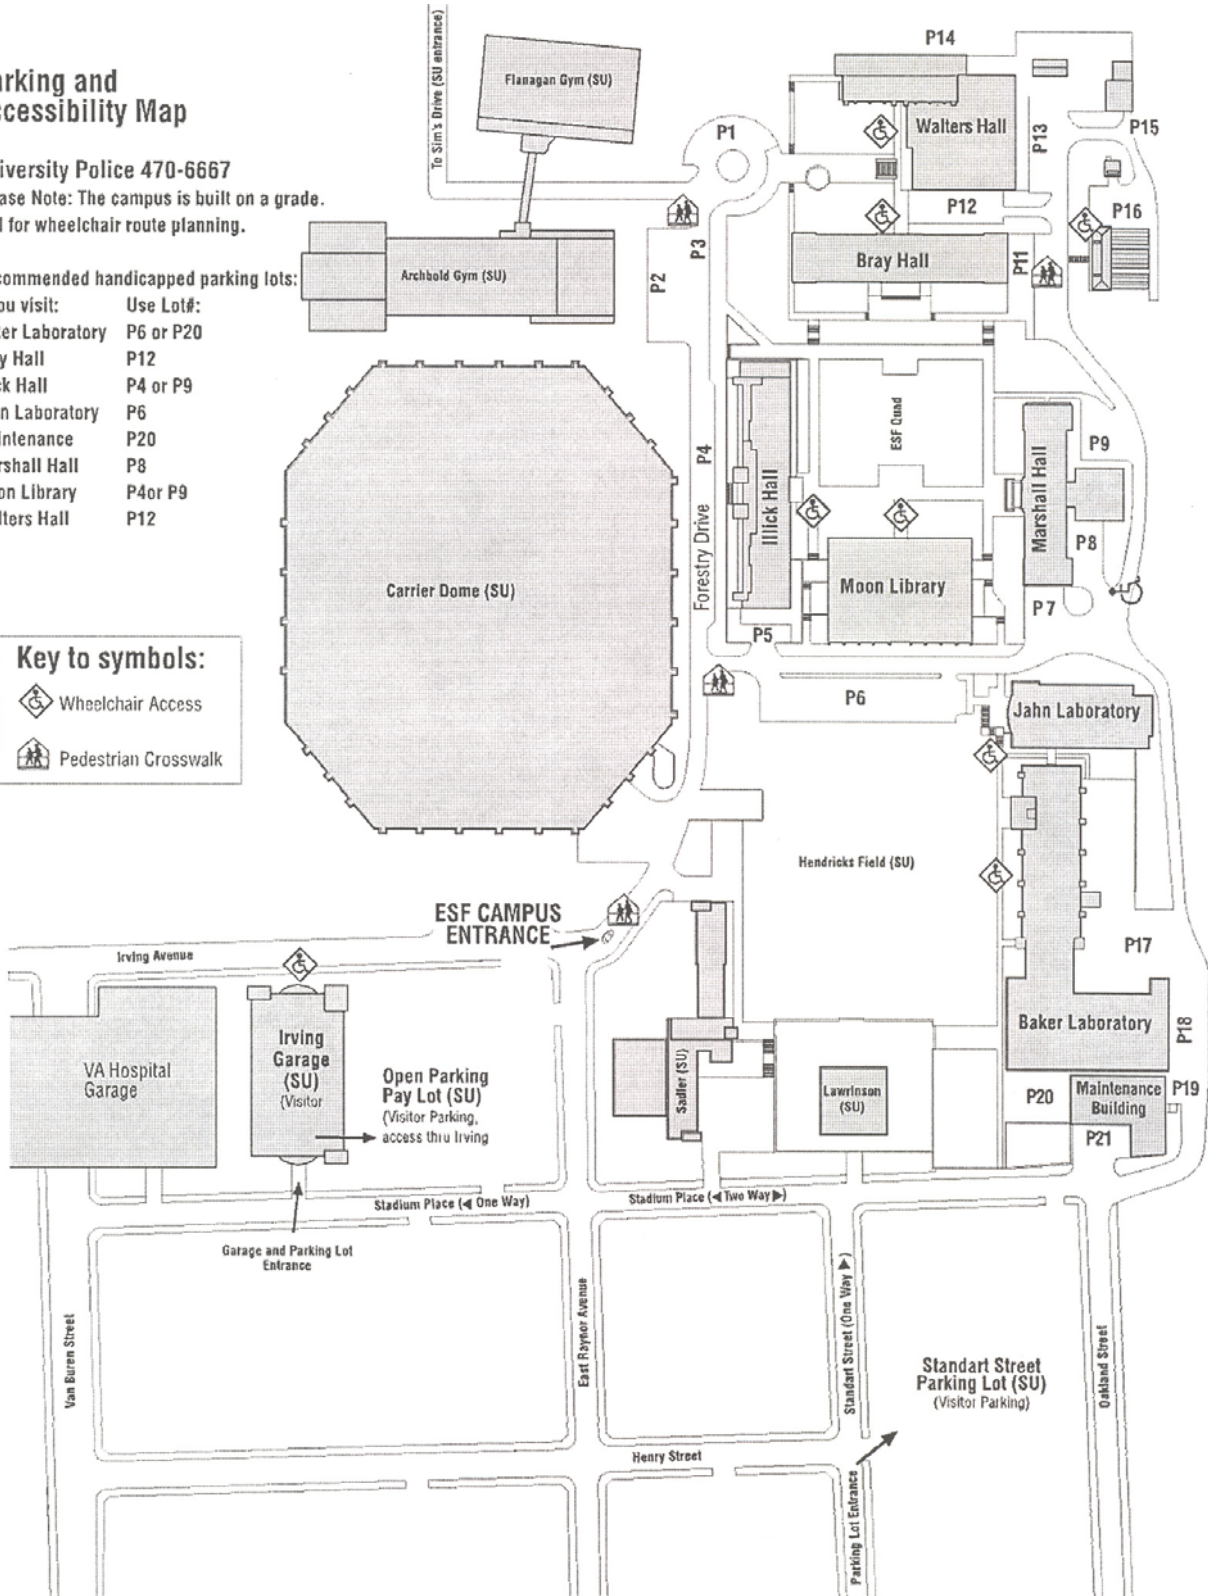 arking and
ccessibility Map
iversity Police 470-6667
ase Note: The campus is built on a grade.
l for wheelchair route planning.
commended handicapped parking lots:
ou visit: Use Lot#:
er Laboratory P6 or P20
y Hall P12
k Hall P4 or P9
n Laboratory P6
intenance P20
rshall Hall P8
on Library P4or P9
lters Hall P12
Key to symbols:
Wheelchair Access
Pedestrian Crosswalk
To Sim's Drive (SU entrance)
Flanagan Gym (SU)
Archbold Gym (SU)
Carrier Dome (SU)
P1
P2
P3
P14
Walters Hall
P13
P15
P12
P16
Bray Hall
P11
P4
Forestry Drive
Illick Hall
ESF Quad
Marshall Hall
P9
P8
Moon Library
P7
P5
P6
Jahn Laboratory
Hendricks Field (SU)
ESF CAMPUS
ENTRANCE
Irving Avenue
P17
Baker Laboratory
P18
VA Hospital
Garage
Irving
Garage
(SU)
(Visitor
Open Parking
Pay Lot (SU)
(Visitor Parking,
access thru Irving
Sadler (SU)
Lawrinson
(SU)
P20
Maintenance
Building
P19
P21
Stadium Place (◀ One Way)
Stadium Place (◀ Two Way ▶)
Garage and Parking Lot
Entrance
Van Buren Street
East Raynor Avenue
Standart Street (One Way ▶)
Standart Street
Parking Lot (SU)
(Visitor Parking)
Oakland Street
Henry Street
Parking Lot Entrance